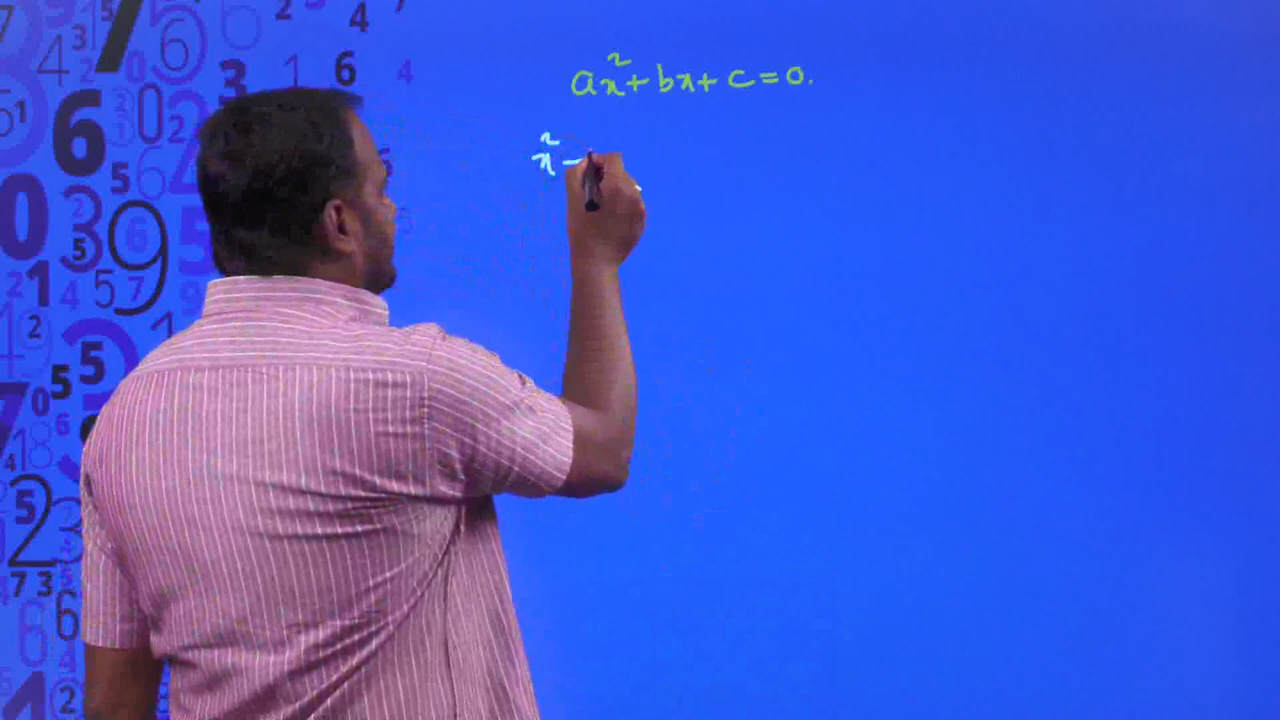 ax²+bx+c=0.
x² –